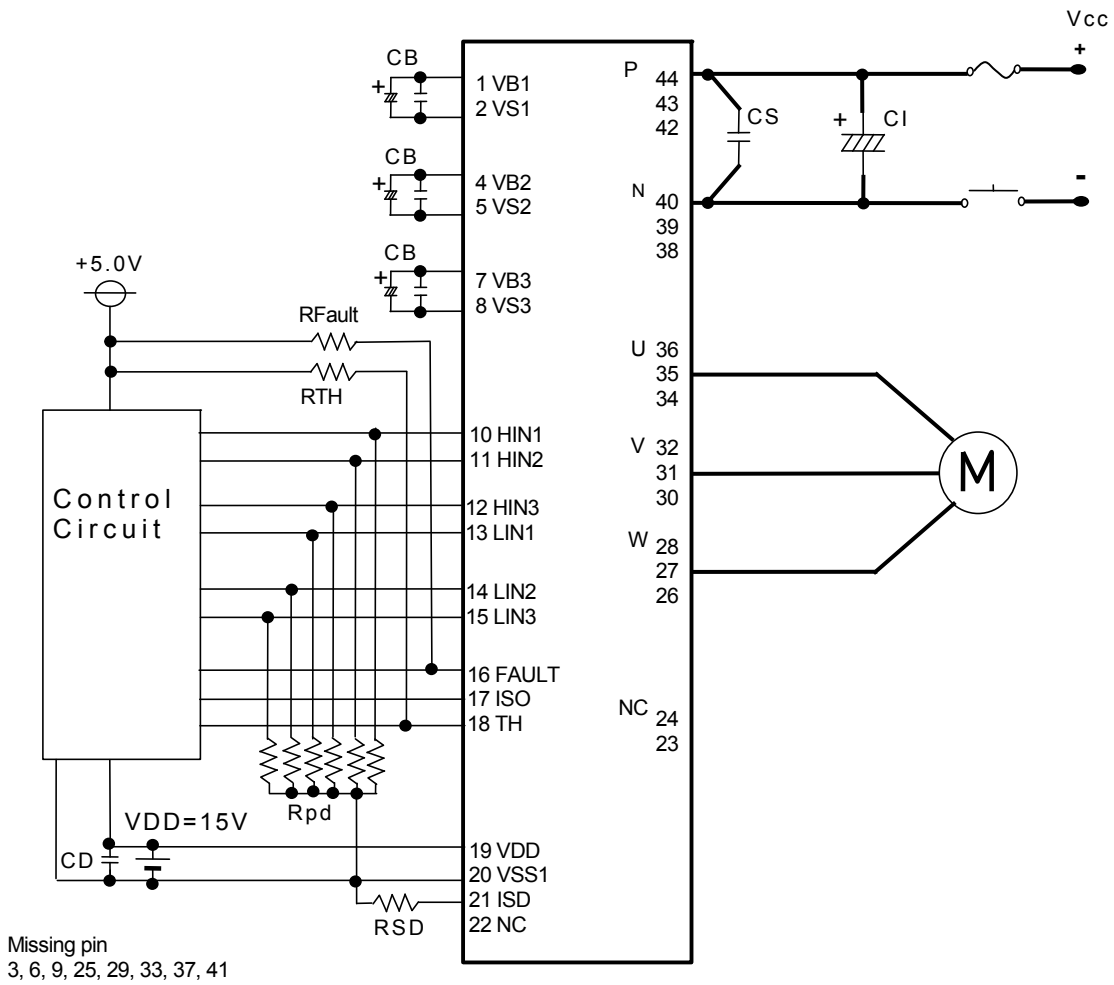 Vcc
+
CB
+
1 VB1
2 VS1
P 44
43
42
CS
+ CI
CB
+
4 VB2
5 VS2
N 40
39
38
-
CB
+
7 VB3
8 VS3
+5.0V
RFault
RTH
U 36
35
34
10 HIN1
11 HIN2
V 32
31
30
M
Control
Circuit
12 HIN3
13 LIN1
W 28
27
26
14 LIN2
15 LIN3
16 FAULT
17 ISO
18 TH
NC 24
23
Rpd
VDD=15V
CD
19 VDD
20 VSS1
21 ISD
22 NC
RSD
Missing pin
3, 6, 9, 25, 29, 33, 37, 41